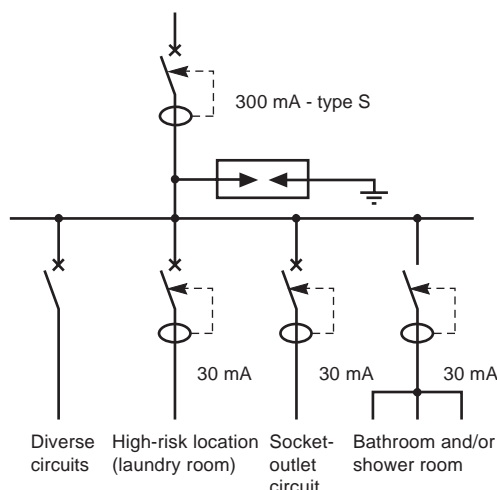 300 mA - type S
30 mA
30 mA
30 mA
Diverse
circuits
High-risk location
(laundry room)
Socket-
outlet
circuit
Bathroom and/or
shower room